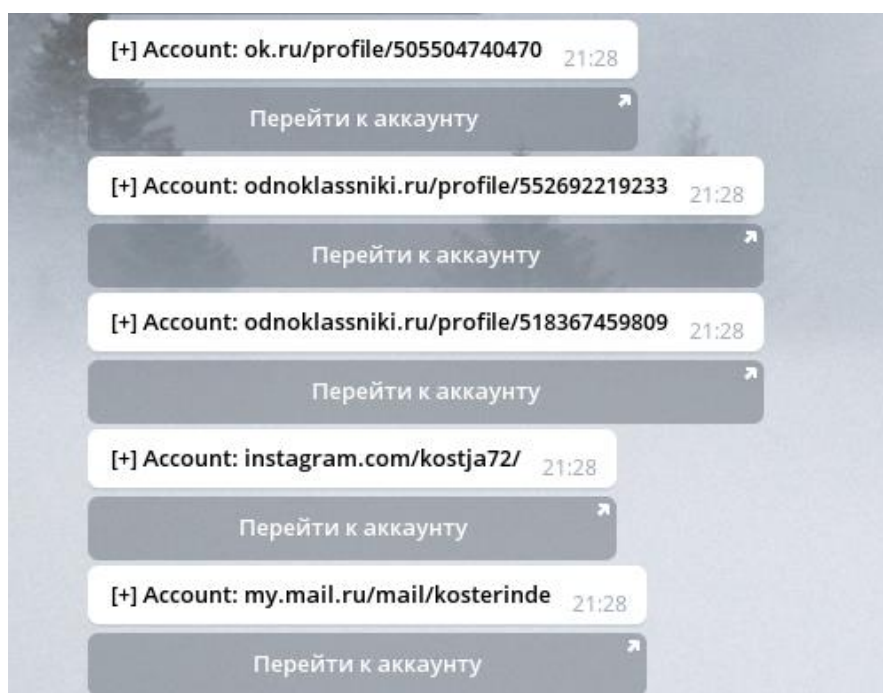 [+] Account: ok.ru/profile/505504740470 21:28
Перейти к аккаунту
[+] Account: odnoklassniki.ru/profile/552692219233 21:28
Перейти к аккаунту
[+] Account: odnoklassniki.ru/profile/518367459809 21:28
Перейти к аккаунту
[+] Account: instagram.com/kostja72/ 21:28
Перейти к аккаунту
[+] Account: my.mail.ru/mail/kosterinde 21:28
Перейти к аккаунту